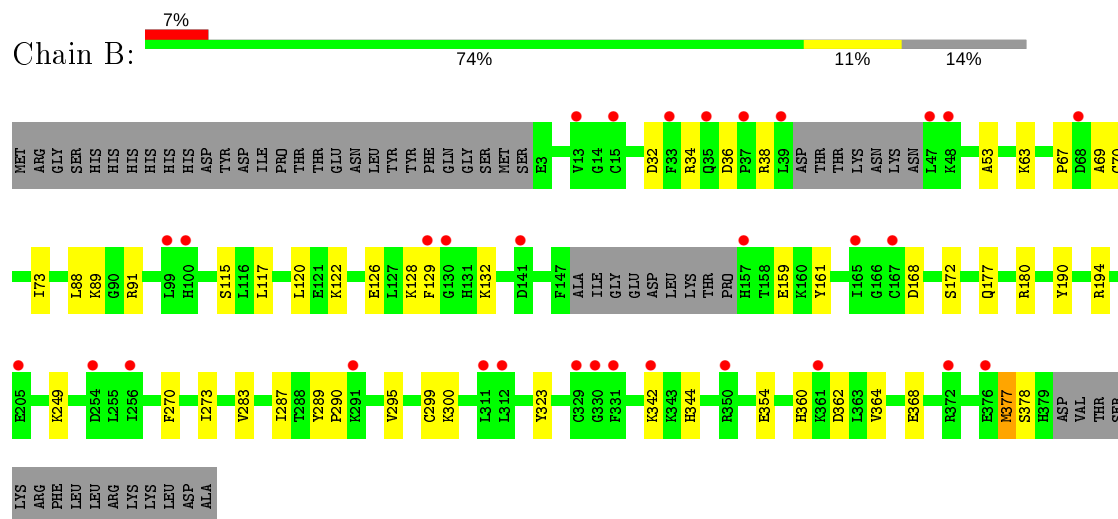 7%
Chain B:
74% 11% 14%
MET ARG GLY SER HIS HIS HIS HIS HIS HIS ASP TYR ASP ILE PRO THR THR GLU ASN LEU TYR TYR PHE GLN GLY SER MET SER E3 V13 G14 C15 D32 F33 R34 Q35 D36 P37 R38 L39 ASP THR THR LYS ASN LYS ASN L47 K48 A53 K63 P67 D68 A69 C70
I73 L88 K89 G90 R91 L99 H100 S115 L116 L117 L120 E121 K122 E126 L127 K128 F129 G130 H131 K132 D141 F147 ALA ILE GLY GLU ASP LEU LYS THR PRO H157 T158 E159 K160 Y161 I165 G166 C167 D168 S172 Q177 R180 Y190 R194
E205 K249 D254 L255 I256 F270 I273 V283 I287 T288 Y289 P290 K291 V295 C299 K300 L311 L312 Y323 C329 G330 F331 K342 K343 H344 R350 E354 H360 K361 D362 L363 V364 E368 R372 E376 M377 S378 H379 ASP VAL THR SER
LYS ARG PHE LEU LEU ARG LYS LYS LEU ASP ALA